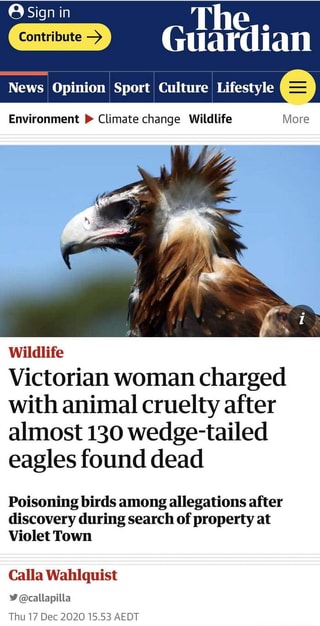 Sign in
Contribute →
The
Guardian
News Opinion Sport Culture Lifestyle
Environment ▶ Climate change Wildlife More
i
Wildlife
Victorian woman charged
with animal cruelty after
almost 130 wedge-tailed
eagles found dead
Poisoning birds among allegations after
discovery during search of property at
Violet Town
Calla Wahlquist
@callapilla
Thu 17 Dec 2020 15.53 AEDT